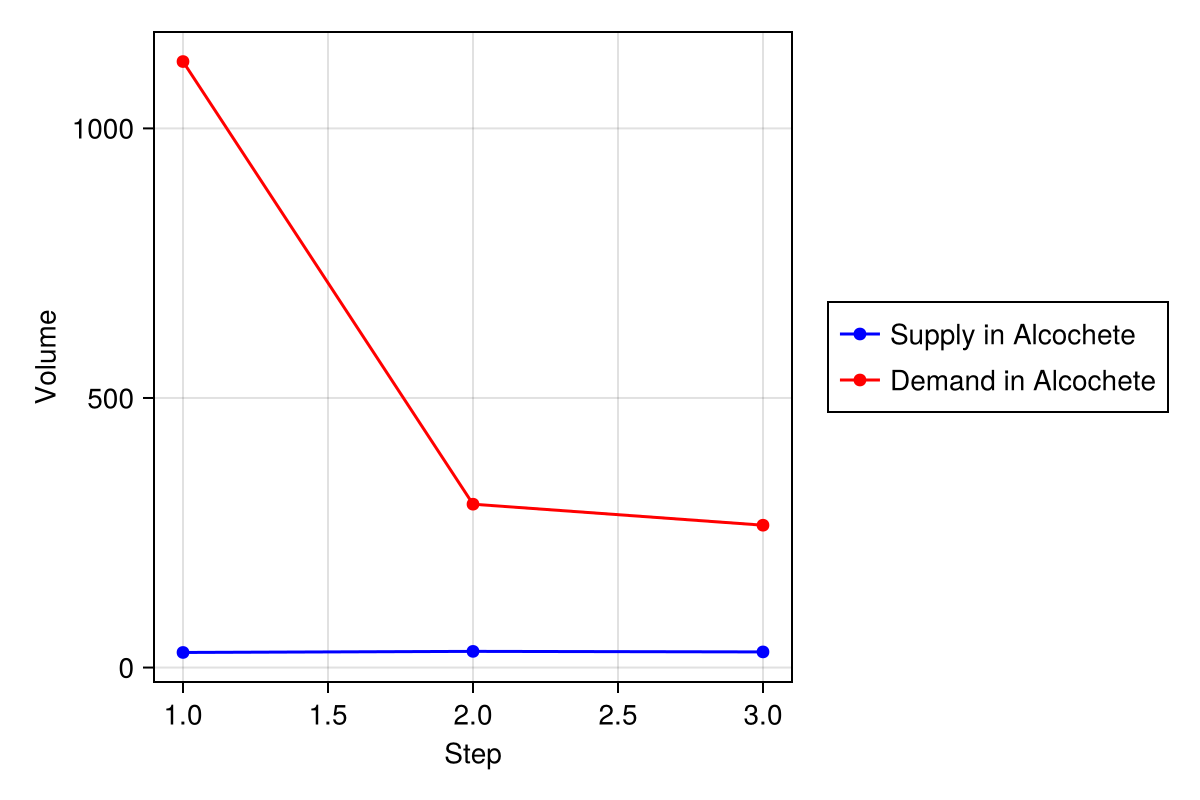 1000
500
0
Volume
1.0 1.5 2.0 2.5 3.0
Step
Supply in Alcochete
Demand in Alcochete